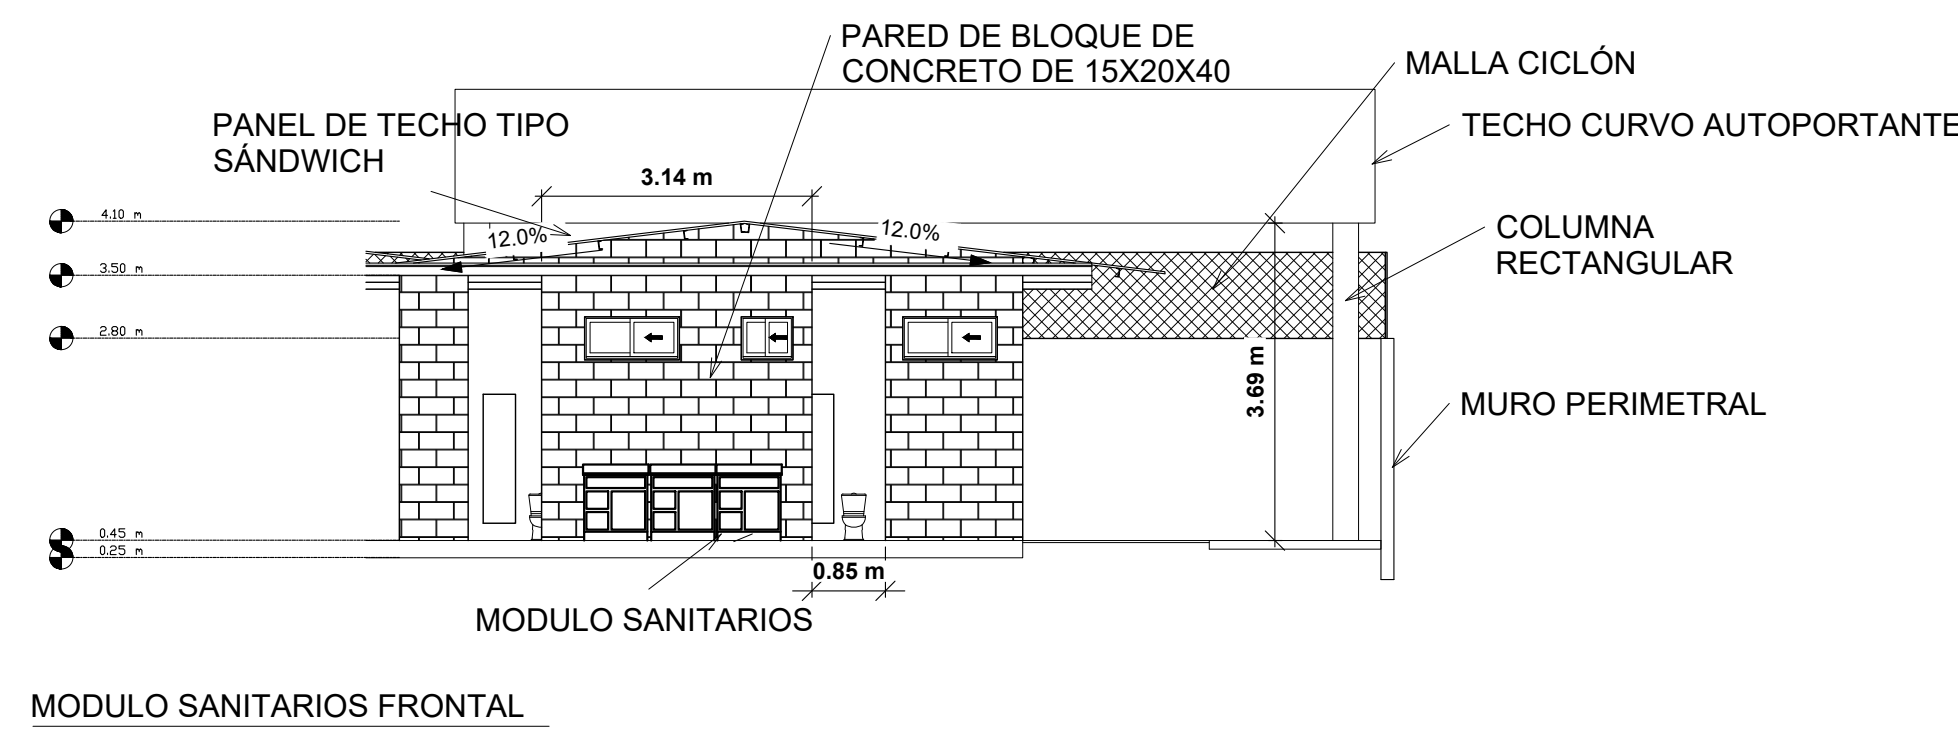 PARED DE BLOQUE DE
CONCRETO DE 15X20X40
MALLA CICLÓN
TECHO CURVO AUTOPORTANTE
PANEL DE TECHO TIPO
SÁNDWICH
3.14 m
4.10 m
12.0%
12.0%
COLUMNA
RECTANGULAR
3.50 m
2.80 m
3.69 m
MURO PERIMETRAL
0.45 m
0.25 m
0.85 m
MODULO SANITARIOS
MODULO SANITARIOS FRONTAL